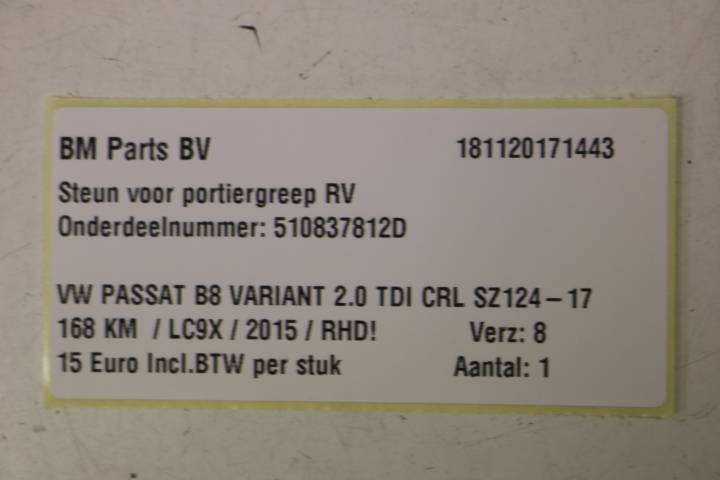 BM Parts BV 181120171443
Steun voor portiergreep RV
Onderdeelnummer: 510837812D
VW PASSAT B8 VARIANT 2.0 TDI CRL SZ124-17
168 KM / LC9X / 2015 / RHD! Verz: 8
15 Euro Incl.BTW per stuk Aantal: 1